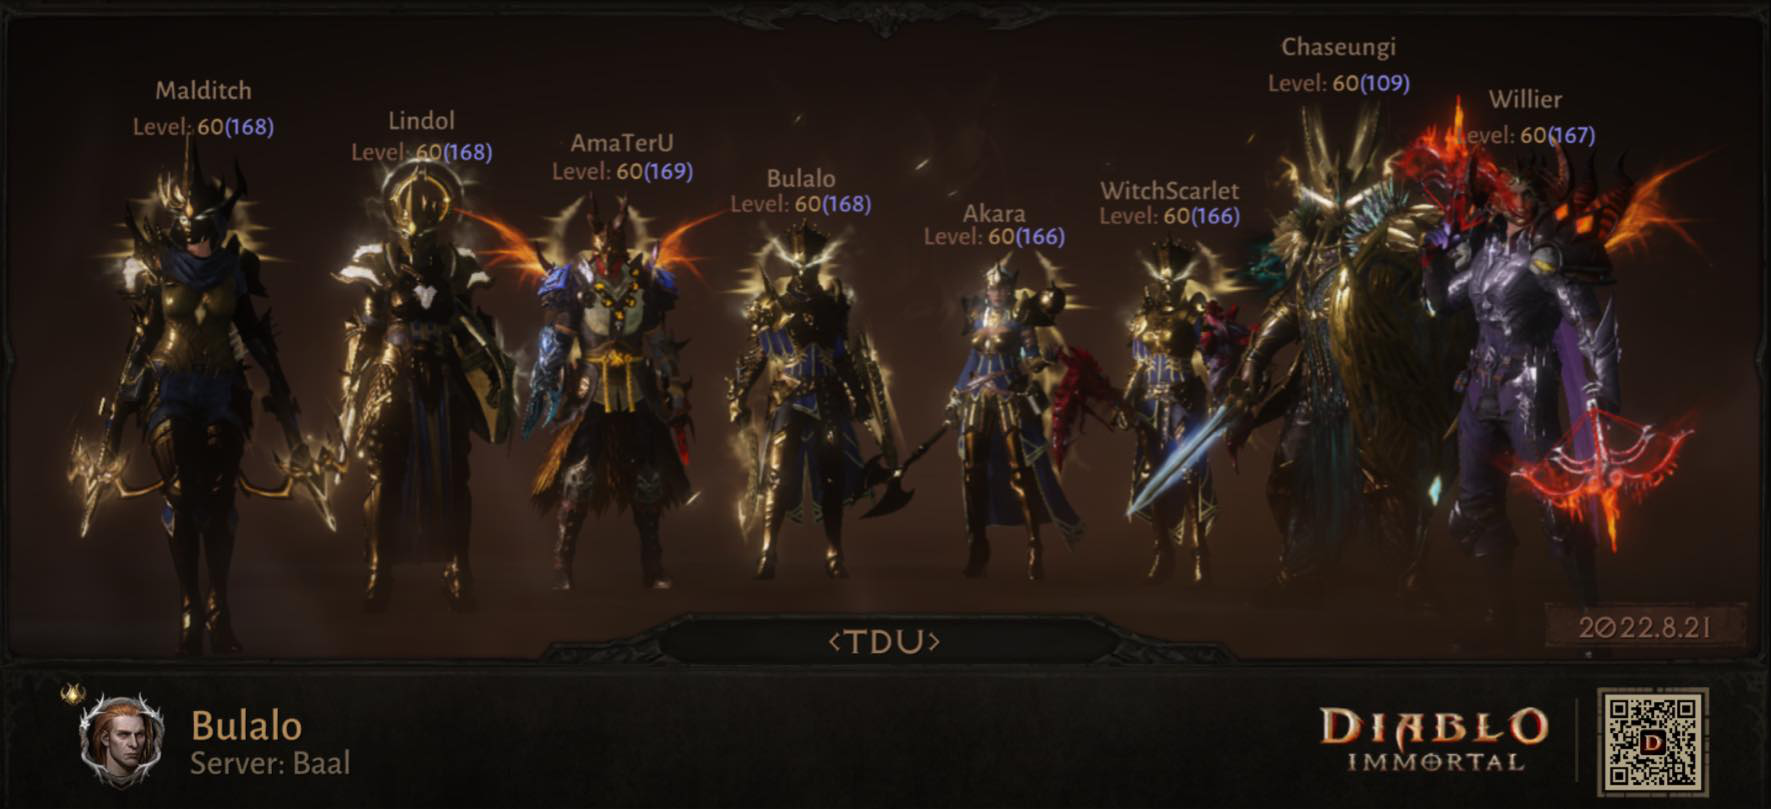 Malditch
Level: 60(168)
Lindol
Level: 60(168)
AmaTerU
Level: 60(169)
Bulalo
Level: 60(168)
Akara
Level: 60(166)
WitchScarlet
Level: 60(166)
Chaseungi
Level: 60(109)
Willier
Level: 60(167)
<TDU>
2022.8.21
Bulalo
Server: Baal
DIABLO
IMMORTAL
D